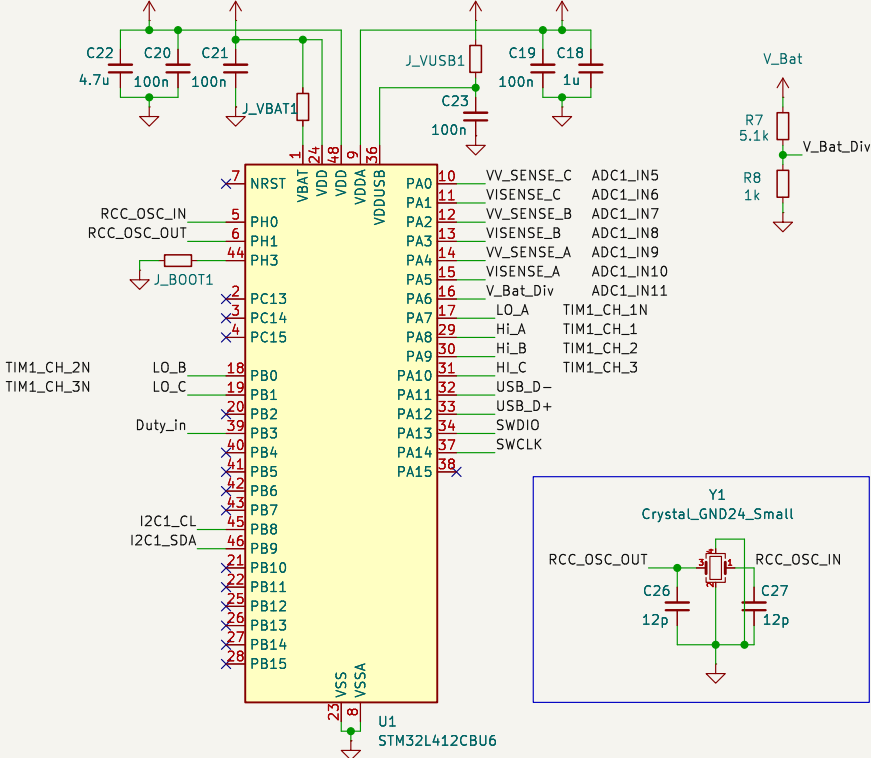 C22
4.7u
C20
100n
C21
100n
J_VBAT1
J_VUSB1
C23
100n
C19
100n
C18
1u
V_Bat
R7
5.1k
V_Bat_Div
R8
1k
1
24
48
9
36
VBAT
VDD
VDD
VDDA
VDDUSB
7 NRST
RCC_OSC_IN 5 PH0
RCC_OSC_OUT 6 PH1
44 PH3
J_BOOT1
2 PC13
3 PC14
4 PC15
TIM1_CH_2N LO_B 18 PB0
TIM1_CH_3N LO_C 19 PB1
20 PB2
Duty_in 39 PB3
40 PB4
41 PB5
42 PB6
43 PB7
I2C1_CL 45 PB8
I2C1_SDA 46 PB9
21 PB10
22 PB11
25 PB12
26 PB13
27 PB14
28 PB15
PA0 10 VV_SENSE_C ADC1_IN5
PA1 11 VISENSE_C ADC1_IN6
PA2 12 VV_SENSE_B ADC1_IN7
PA3 13 VISENSE_B ADC1_IN8
PA4 14 VV_SENSE_A ADC1_IN9
PA5 15 VISENSE_A ADC1_IN10
PA6 16 V_Bat_Div ADC1_IN11
PA7 17 LO_A TIM1_CH_1N
PA8 29 Hi_A TIM1_CH_1
PA9 30 Hi_B TIM1_CH_2
PA10 31 HI_C TIM1_CH_3
PA11 32 USB_D-
PA12 33 USB_D+
PA13 34 SWDIO
PA14 37 SWCLK
PA15 38
VSS
VSSA
23
8
U1
STM32L412CBU6
Y1
Crystal_GND24_Small
RCC_OSC_OUT 3 4 1 2 RCC_OSC_IN
C26
12p
C27
12p